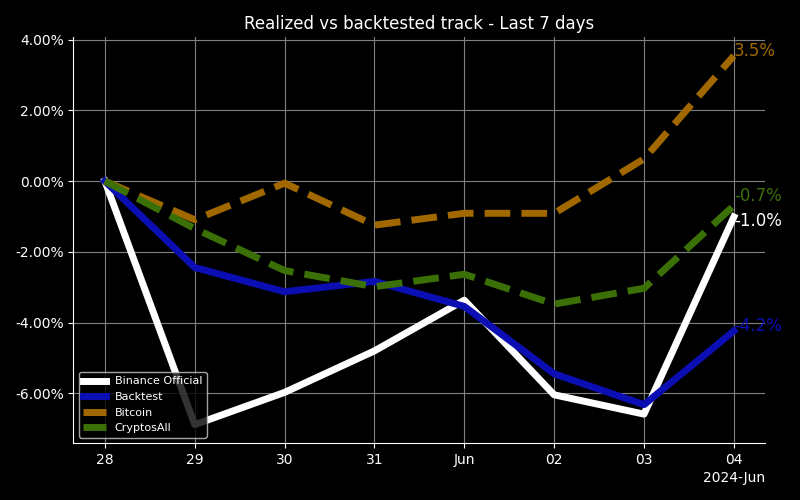 Realized vs backtested track - Last 7 days
4.00%
2.00%
0.00%
-2.00%
-4.00%
-6.00%
3.5%
-0.7%
-1.0%
-4.2%
Binance Official
Backtest
Bitcoin
CryptosAll
28 29 30 31 Jun 02 03 04
2024-Jun